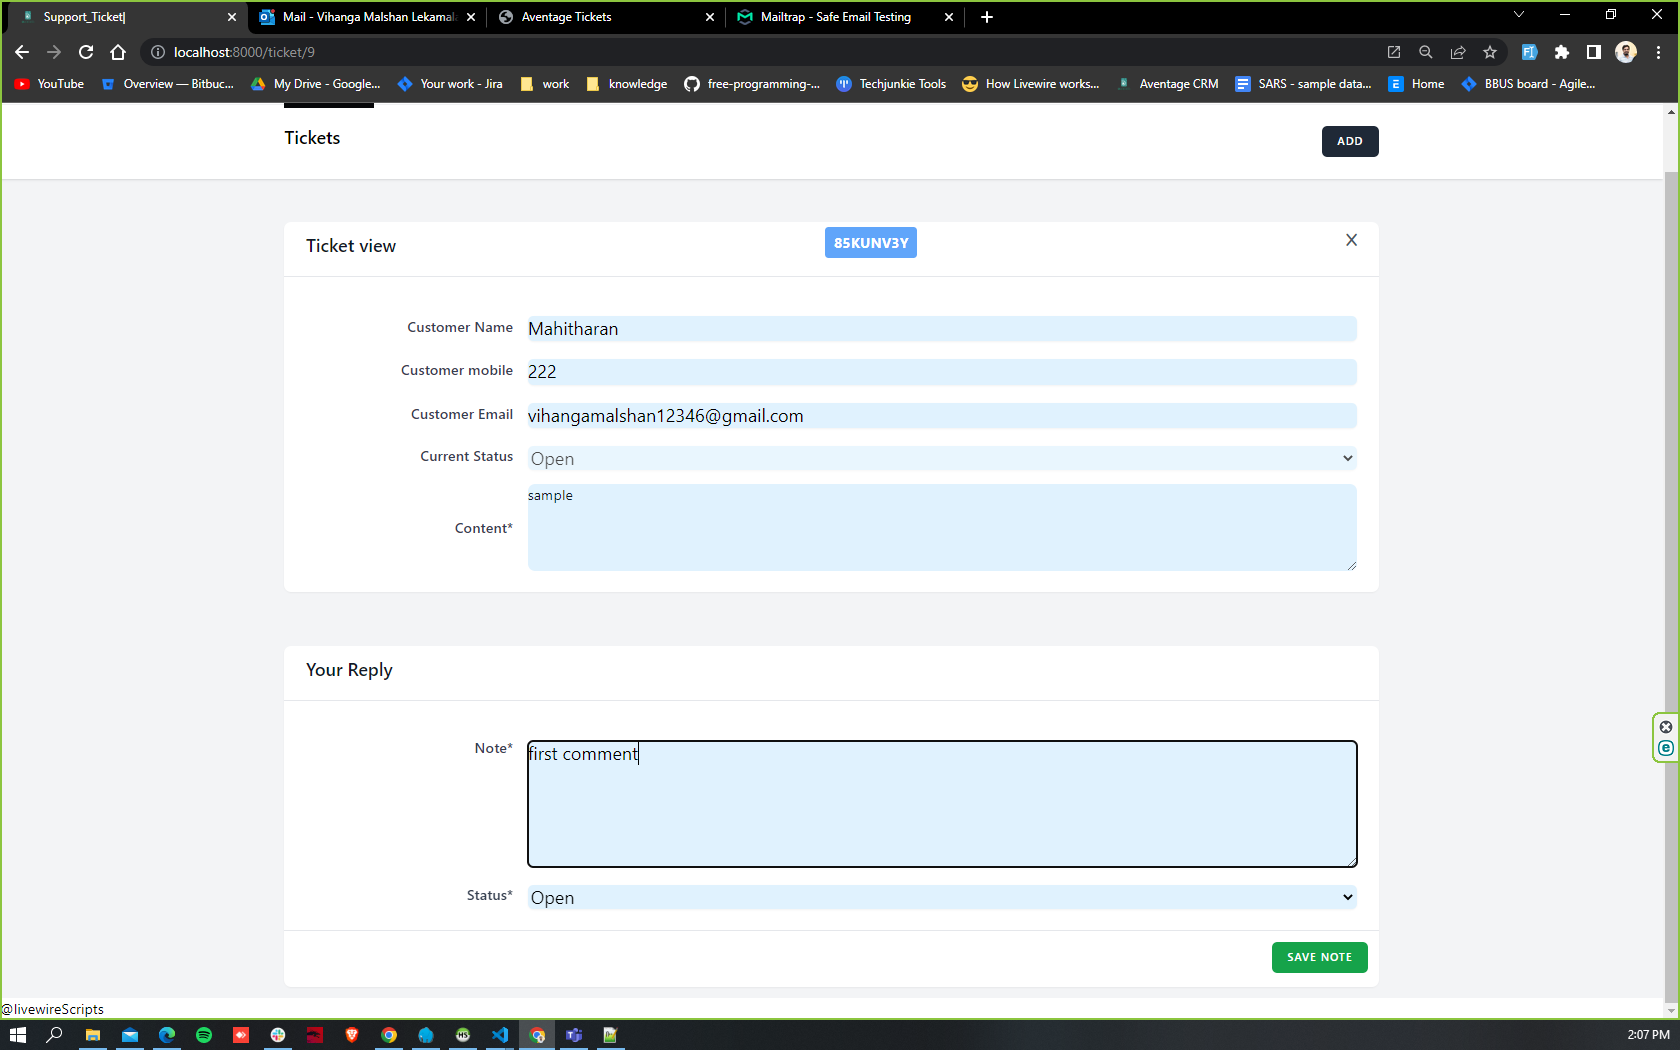 Support_Ticket|
Mail - Vihanga Malshan Lekamal
Aventage Tickets
Mailtrap - Safe Email Testing
localhost:8000/ticket/9
YouTube
Overview — Bitbuc...
My Drive - Google...
Your work - Jira
work
knowledge
free-programming-...
Techjunkie Tools
How Livewire works...
Aventage CRM
SARS - sample data...
Home
BBUS board - Agile...
Tickets
ADD
Ticket view
85KUNV3Y
X
Customer Name
Mahitharan
Customer mobile
222
Customer Email
vihangamalshan12346@gmail.com
Current Status
Open
Content*
sample
Your Reply
Note*
first comment
Status*
Open
SAVE NOTE
@livewireScripts
2:07 PM